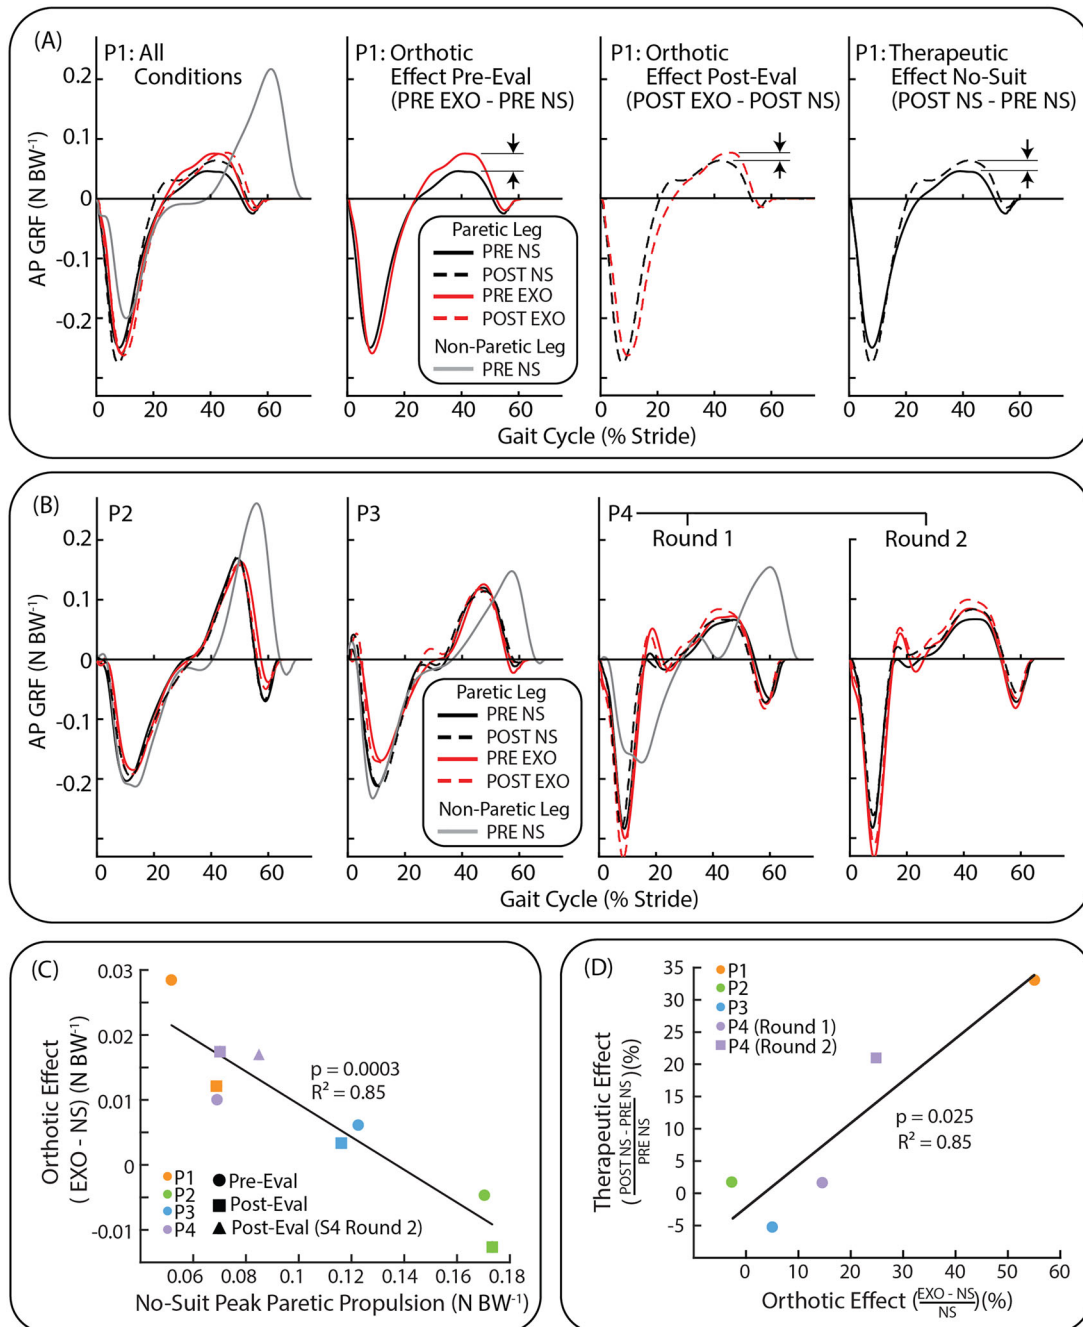 (A)
P1: All
Conditions
P1: Orthotic
Effect Pre-Eval
(PRE EXO - PRE NS)
P1: Orthotic
Effect Post-Eval
(POST EXO - POST NS)
P1: Therapeutic
Effect No-Suit
(POST NS - PRE NS)
AP GRF (N BW⁻¹)
0.2
0.1
0
-0.1
-0.2
Paretic Leg
PRE NS
POST NS
PRE EXO
POST EXO
Non-Paretic Leg
PRE NS
0 20 40 60
0 20 40 60
0 20 40 60
0 20 40 60
Gait Cycle (% Stride)
(B)
P2
P3
P4
Round 1
Round 2
AP GRF (N BW⁻¹)
0.2
0.1
0
-0.1
-0.2
Paretic Leg
PRE NS
POST NS
PRE EXO
POST EXO
Non-Paretic Leg
PRE NS
0 20 40 60
0 20 40 60
0 20 40 60
0 20 40 60
Gait Cycle (% Stride)
(C)
Orthotic Effect
(EXO - NS) (N BW⁻¹)
0.03
0.02
0.01
0
-0.01
p = 0.0003
R² = 0.85
P1
P2
P3
P4
Pre-Eval
Post-Eval
Post-Eval (S4 Round 2)
0.06 0.08 0.1 0.12 0.14 0.16 0.18
No-Suit Peak Paretic Propulsion (N BW⁻¹)
(D)
Therapeutic Effect
(POST NS - PRE NS / PRE NS)(%)
35
30
25
20
15
10
5
0
-5
P1
P2
P3
P4 (Round 1)
P4 (Round 2)
p = 0.025
R² = 0.85
0 10 20 30 40 50 60
Orthotic Effect (EXO - NS / NS)(%)